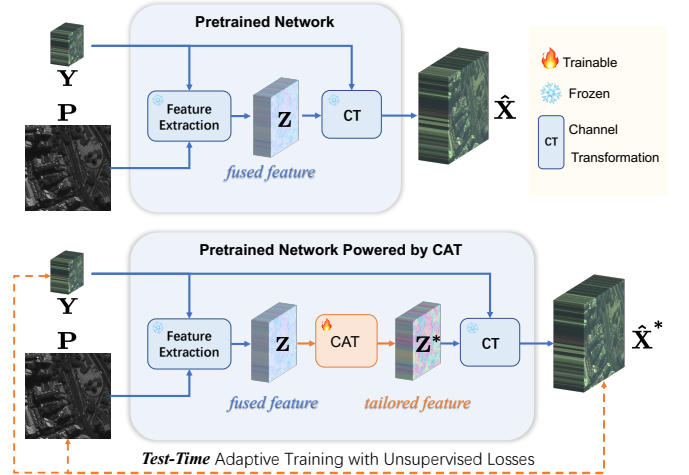 Pretrained Network
Y
P
Feature
Extraction
Z
fused feature
CT
X̂
Trainable
Frozen
CT
Channel
Transformation
Pretrained Network Powered by CAT
Y
P
Feature
Extraction
Z
fused feature
CAT
Z*
tailored feature
CT
X̂*
Test-Time Adaptive Training with Unsupervised Losses